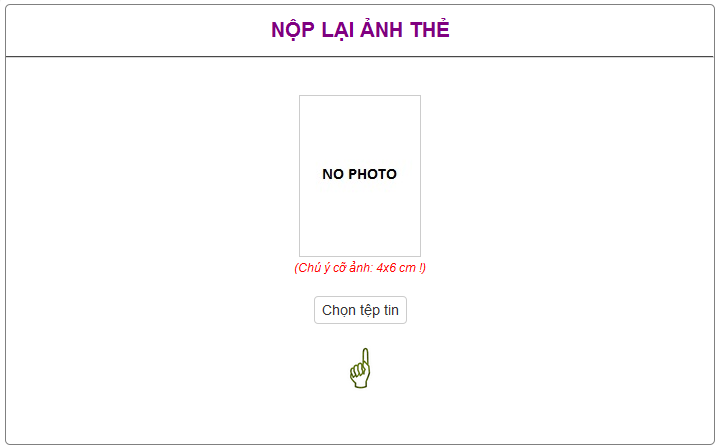 NỘP LẠI ẢNH THẺ
NO PHOTO
(Chú ý cỡ ảnh: 4x6 cm !)
Chọn tệp tin